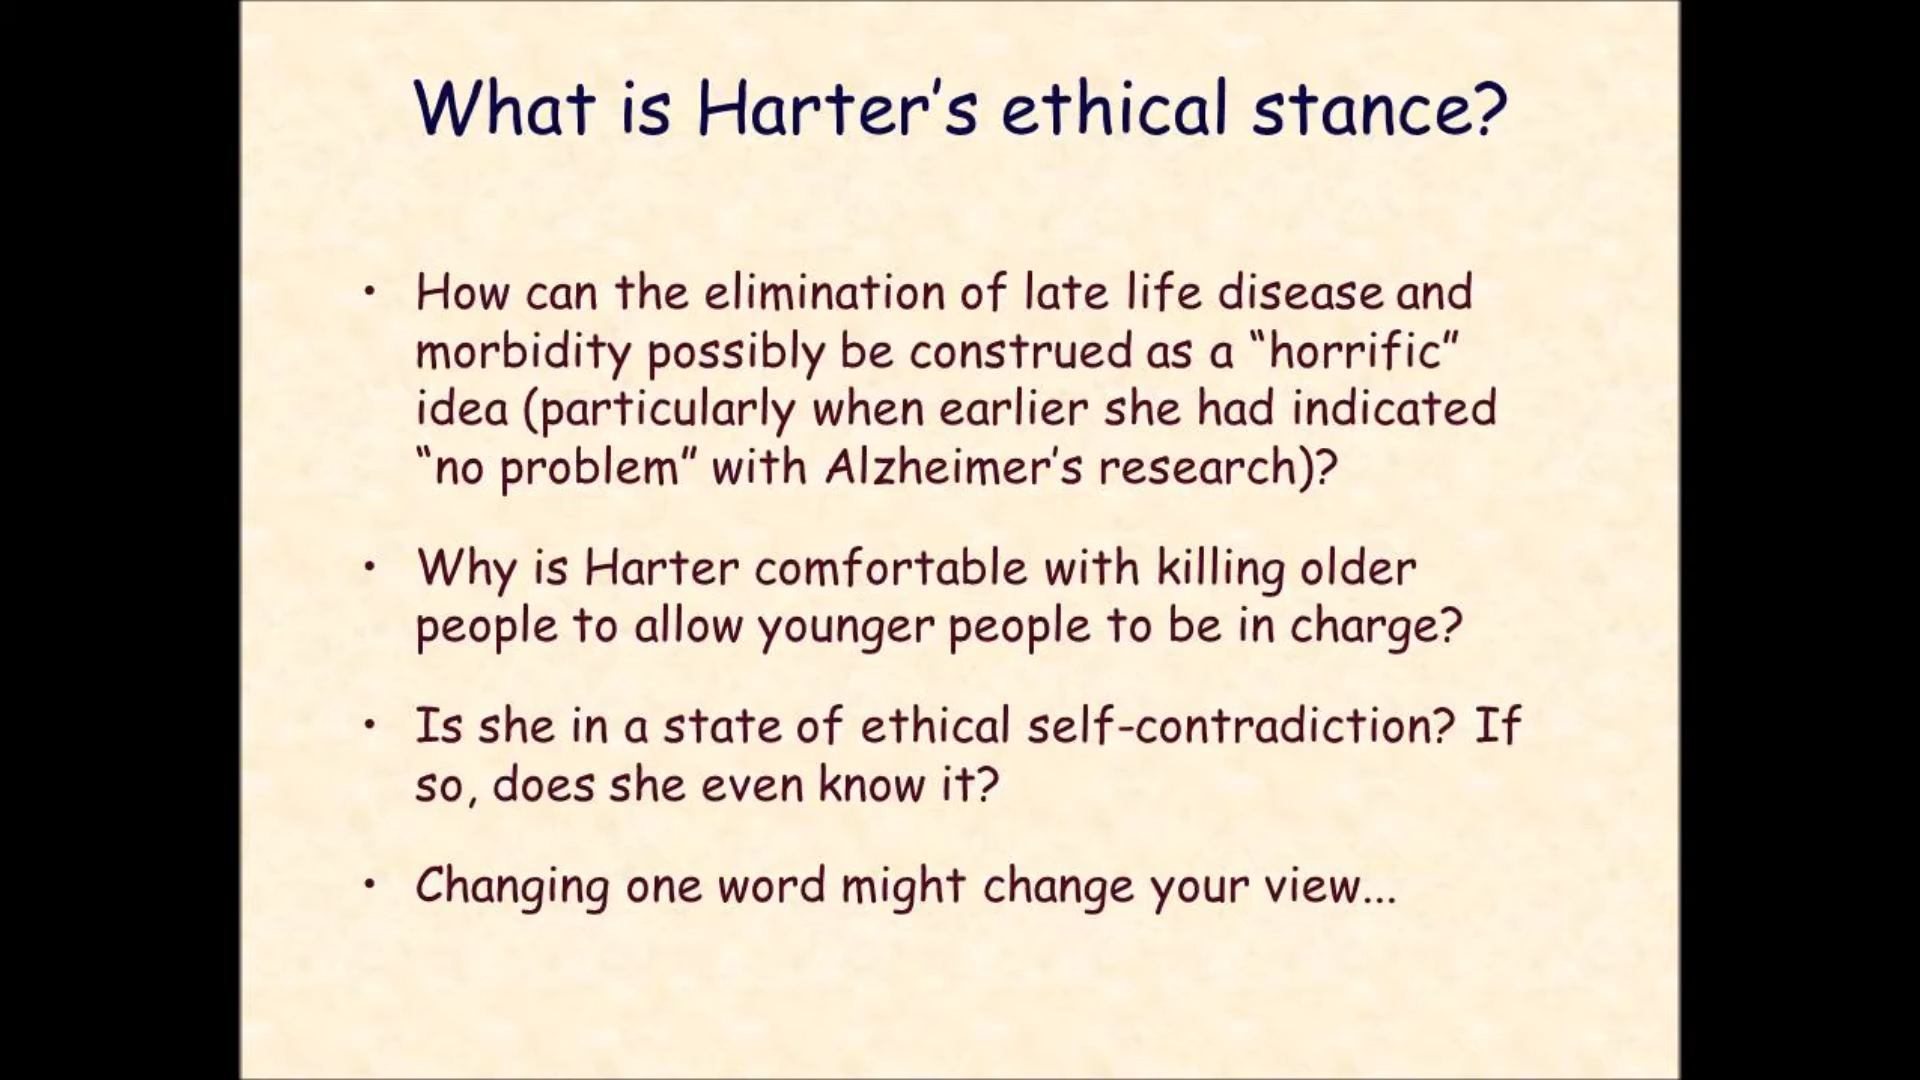 What is Harter's ethical stance?
• How can the elimination of late life disease and
morbidity possibly be construed as a “horrific”
idea (particularly when earlier she had indicated
“no problem” with Alzheimer's research)?
• Why is Harter comfortable with killing older
people to allow younger people to be in charge?
• Is she in a state of ethical self-contradiction? If
so, does she even know it?
• Changing one word might change your view...